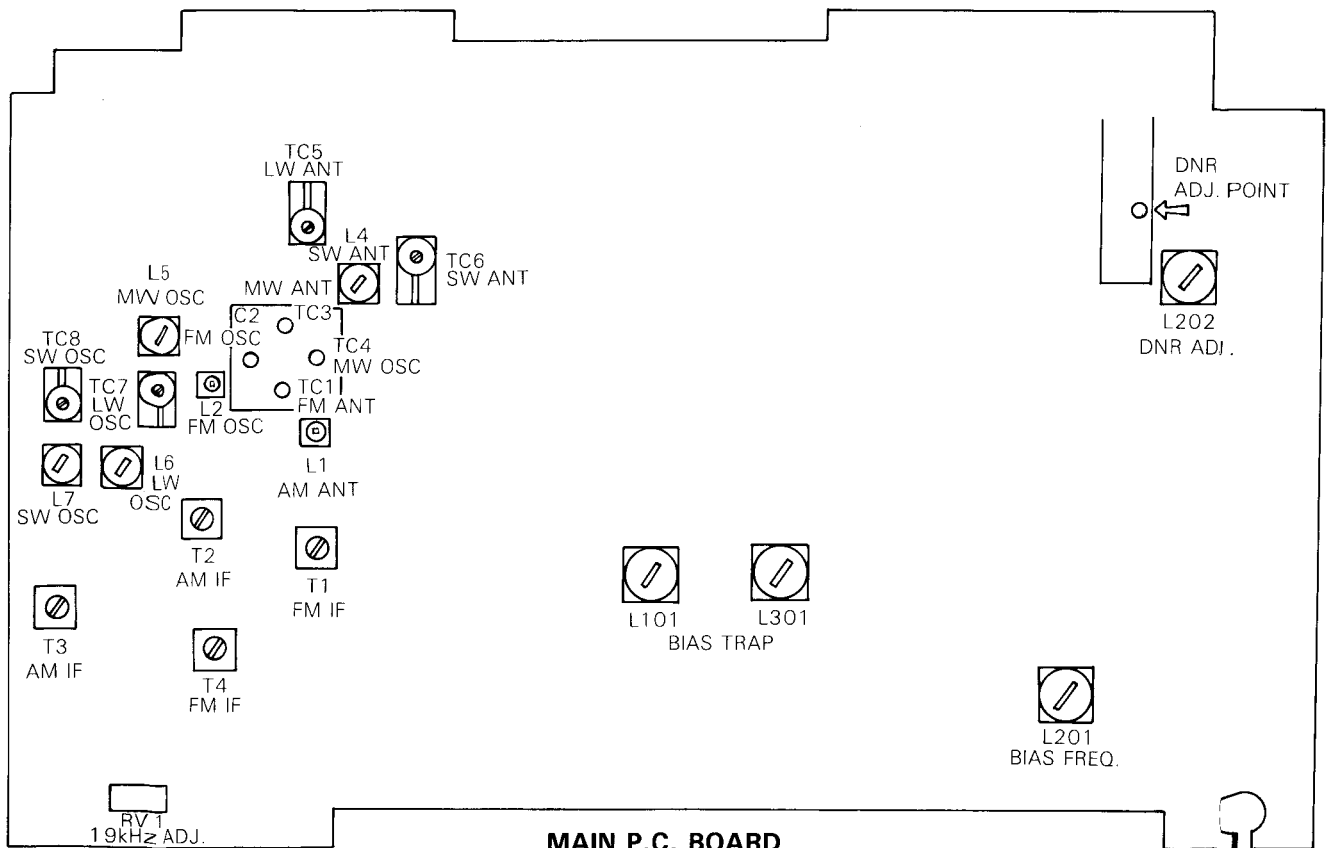 TC5
LW ANT
DNR
ADJ. POINT
L4
SW ANT
TC6
SW ANT
L5
MW OSC
MW ANT
C2
TC3
FM OSC
TC4
MW OSC
L202
DNR ADJ.
TC8
SW OSC
TC7
LW
OSC
L2
FM OSC
TC1
FM ANT
L1
AM ANT
L7
SW OSC
L6
LW
OSC
T2
AM IF
T1
FM IF
L101
L301
BIAS TRAP
T3
AM IF
T4
FM IF
L201
BIAS FREQ.
RV 1
19kHz ADJ.
MAIN P.C. BOARD